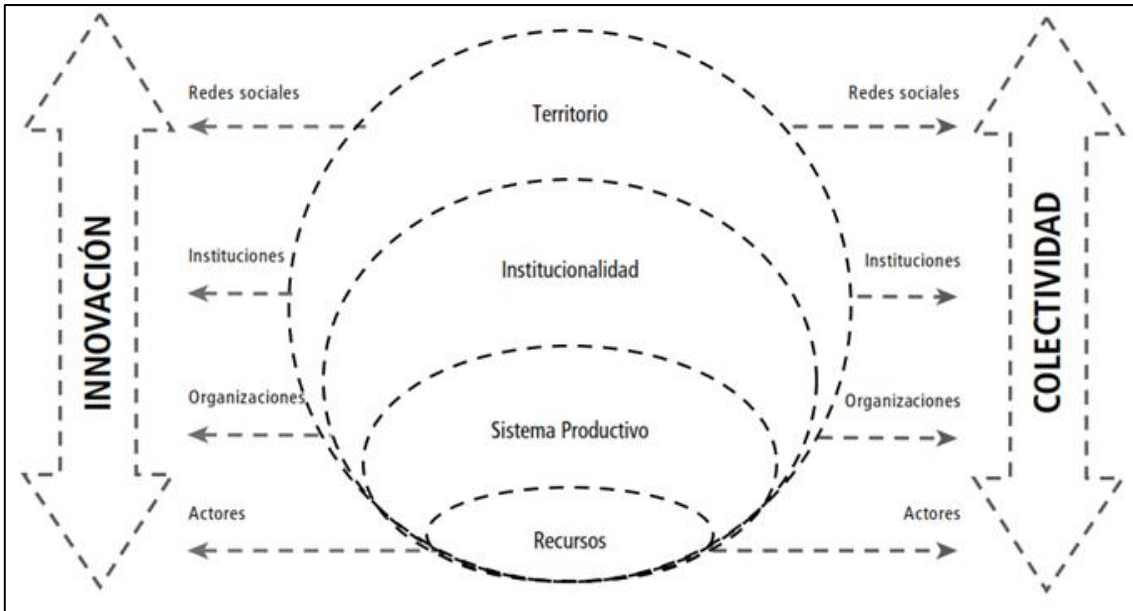 Redes sociales
Territorio
Redes sociales
INNOVACIÓN
Instituciones
Institucionalidad
Instituciones
COLECTIVIDAD
Organizaciones
Sistema Productivo
Organizaciones
Actores
Recursos
Actores